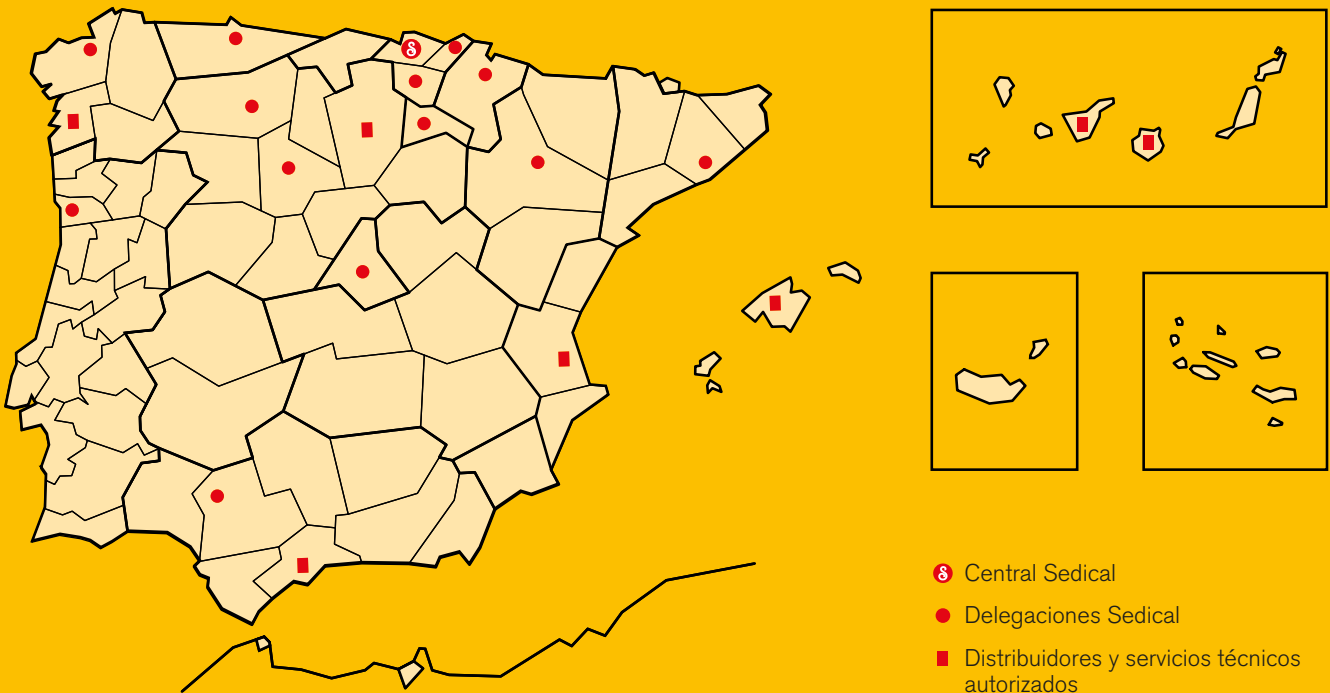 Central Sedical
Delegaciones Sedical
Distribuidores y servicios técnicos
autorizados